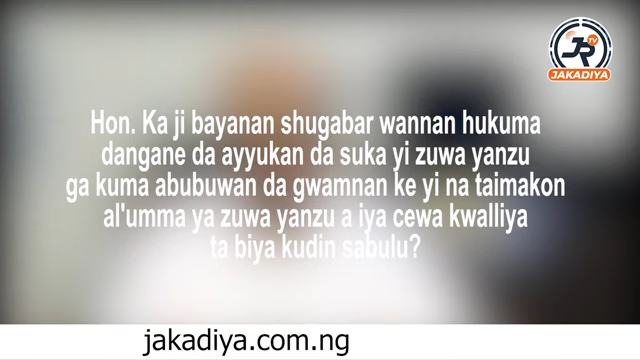 JR TV
JAKADIYA
Hon. Ka ji bayanan shugabar wannan hukuma
dangane da ayyukan da suka yi zuwa yanzu
ga kuma abubuwan da gwamnan ke yi na taimakon
al'umma ya zuwa yanzu a iya cewa kwalliya
ta biya kudin sabulu?
jakadiya.com.ng